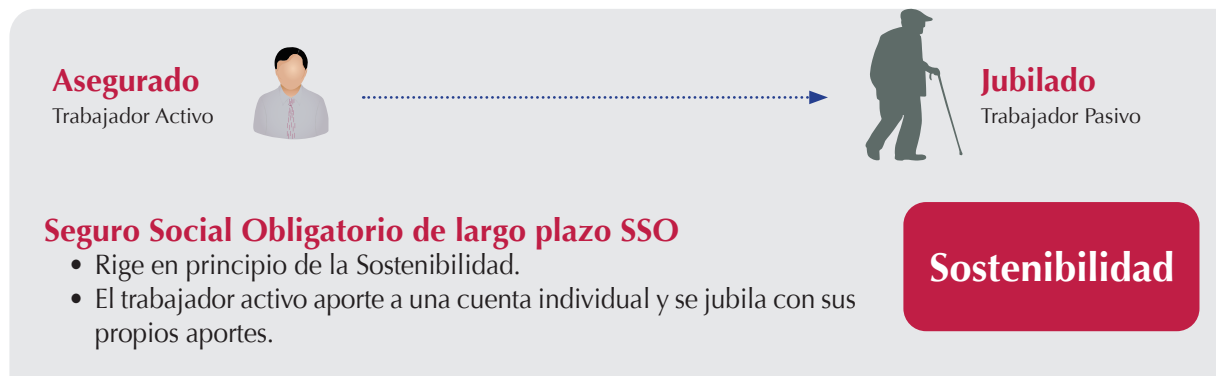 Asegurado
Trabajador Activo
Jubilado
Trabajador Pasivo
Seguro Social Obligatorio de largo plazo SSO
• Rige en principio de la Sostenibilidad.
• El trabajador activo aporte a una cuenta individual y se jubila con sus
propios aportes.
Sostenibilidad